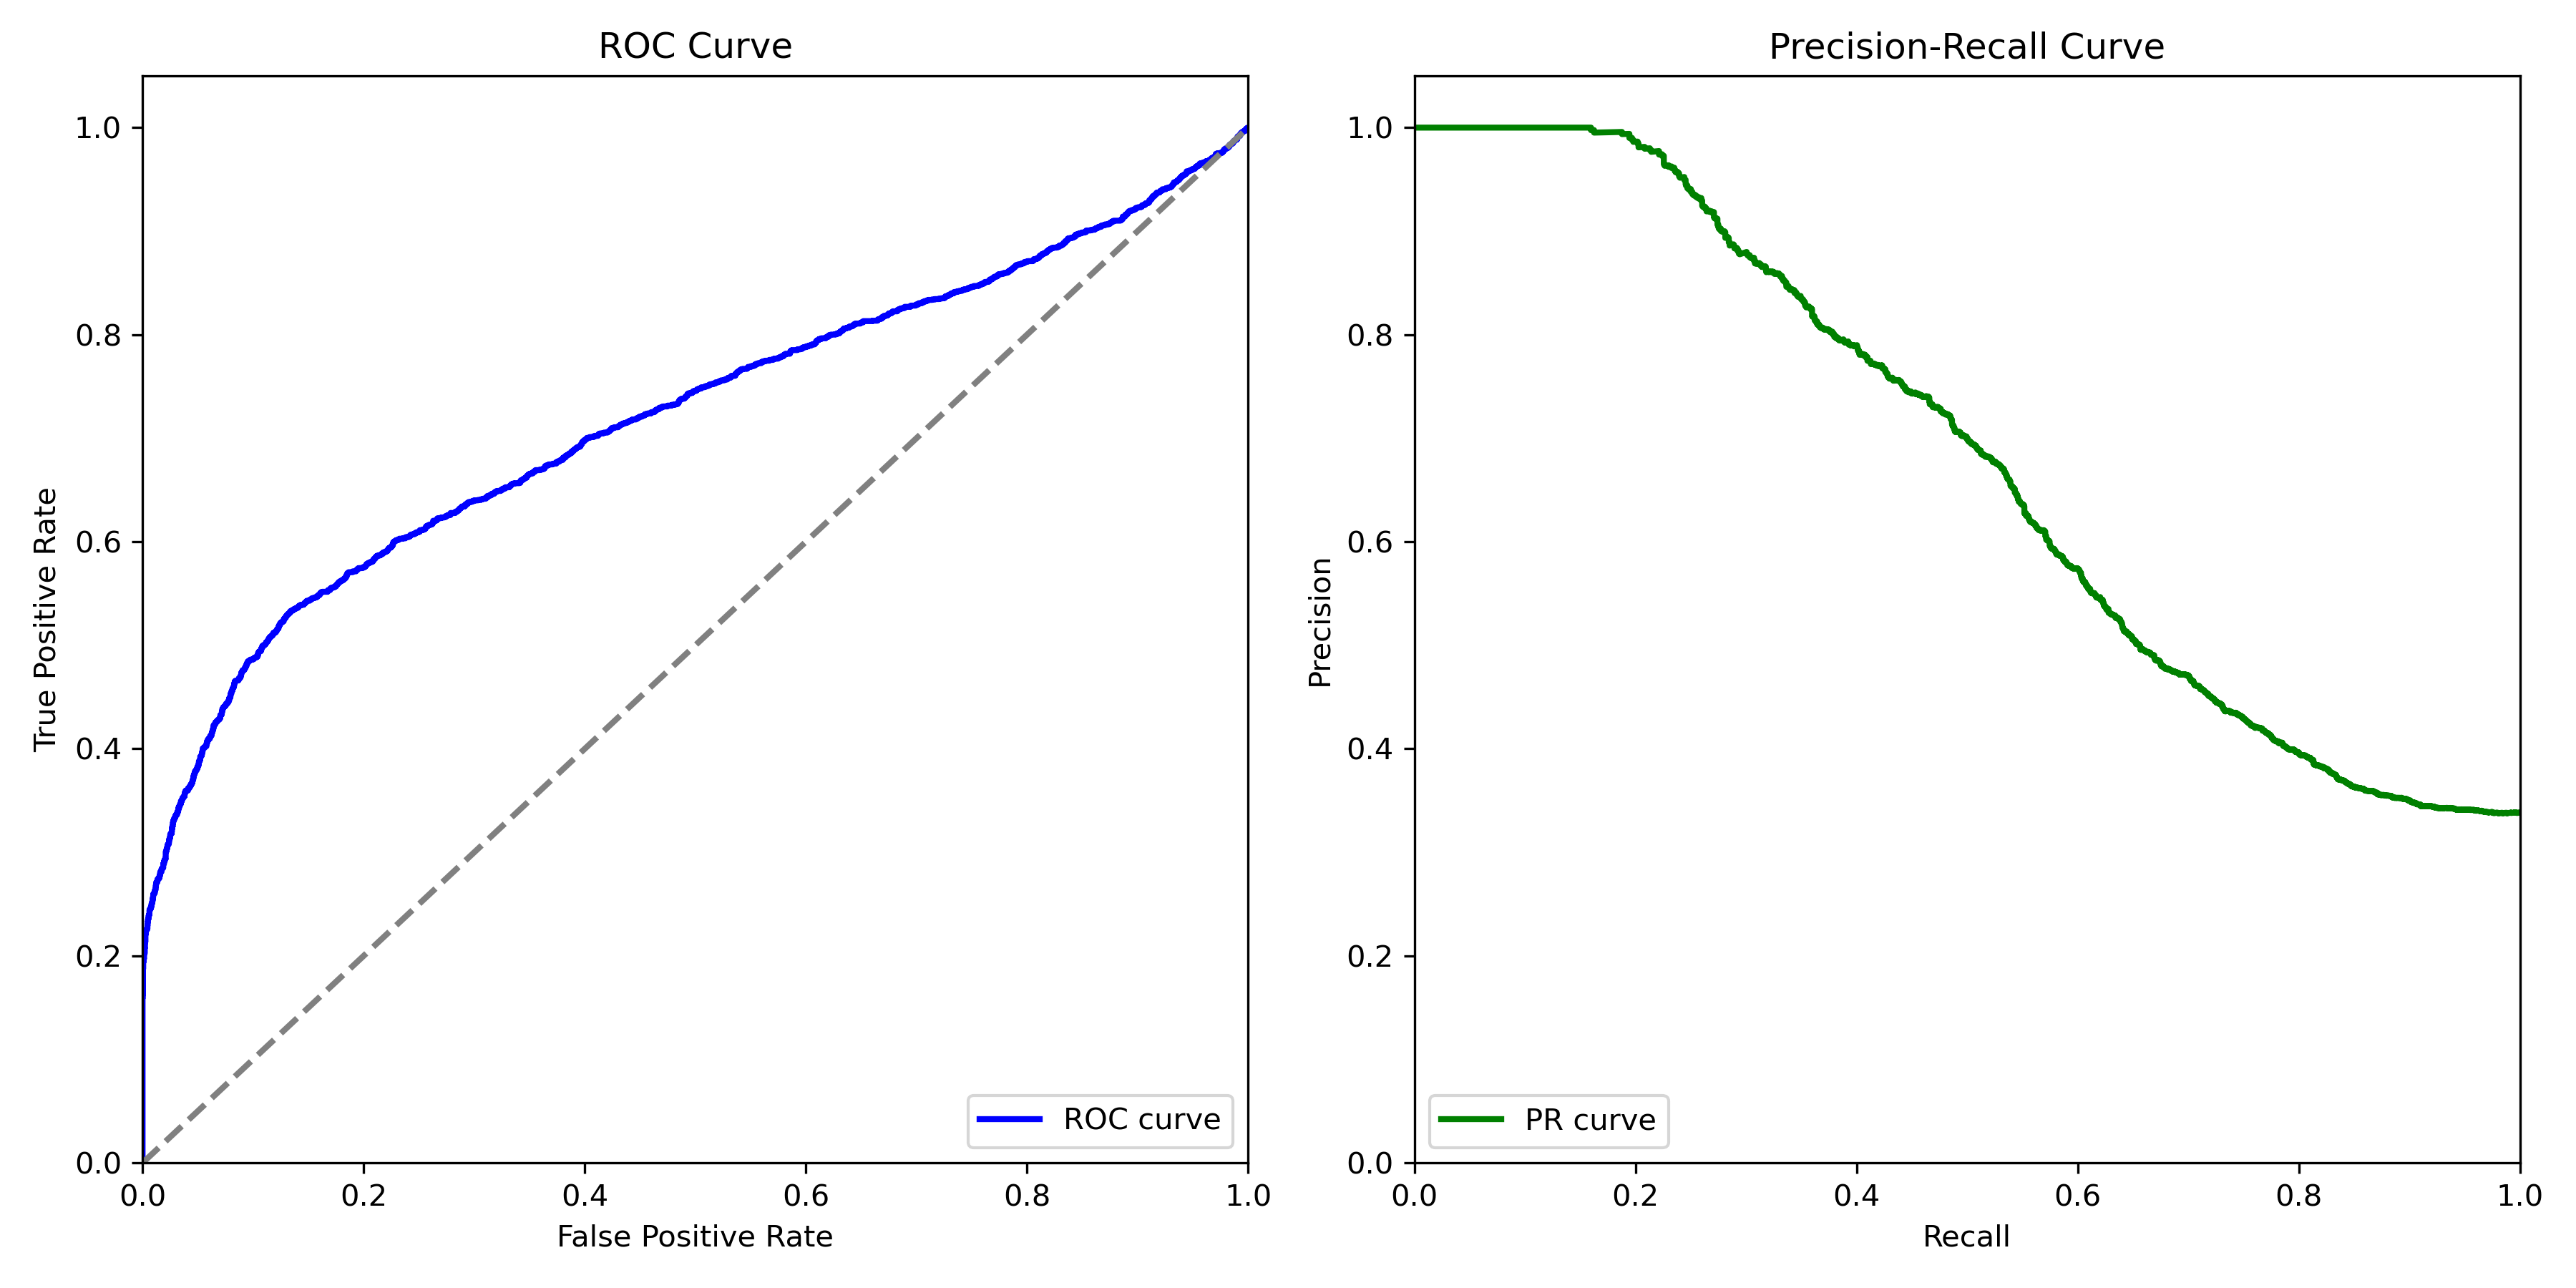 ROC Curve
True Positive Rate
1.0
0.8
0.6
0.4
0.2
0.0
0.0 0.2 0.4 0.6 0.8 1.0
False Positive Rate
ROC curve
Precision-Recall Curve
Precision
1.0
0.8
0.6
0.4
0.2
0.0
0.0 0.2 0.4 0.6 0.8 1.0
Recall
PR curve